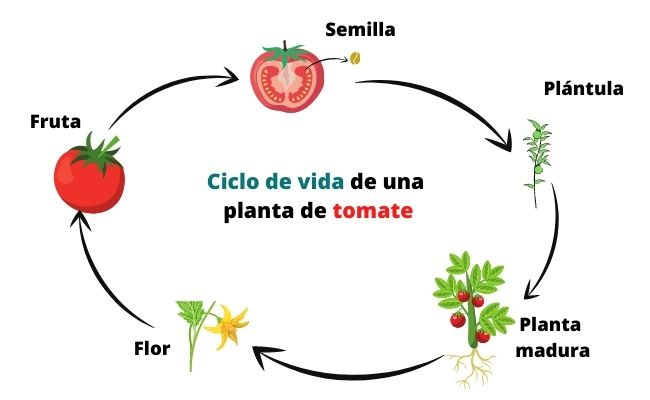 Semilla
Plántula
Fruta
Ciclo de vida de una
planta de tomate
Planta
madura
Flor